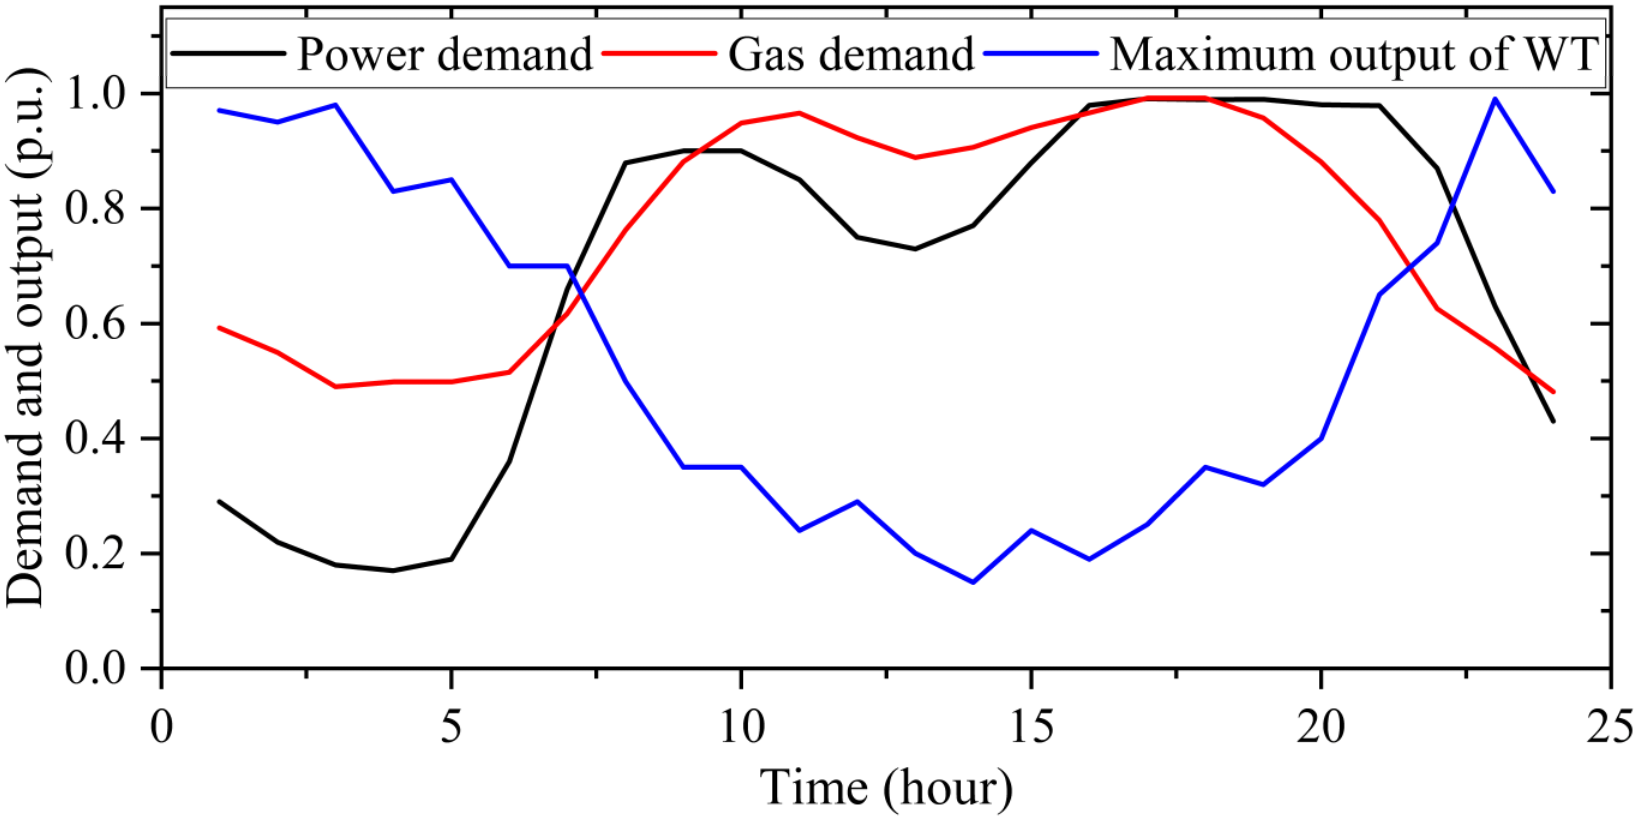 Power demand Gas demand Maximum output of WT
Demand and output (p.u.)
1.0
0.8
0.6
0.4
0.2
0.0
0 5 10 15 20 25
Time (hour)